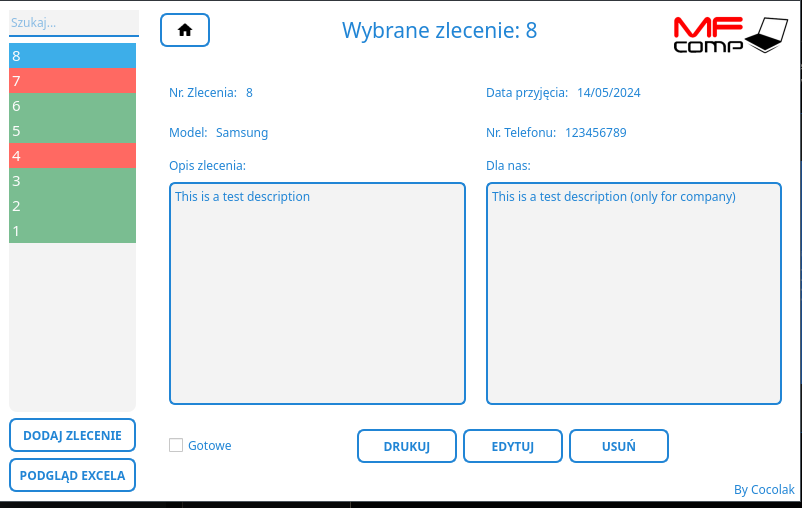 Szukaj...
8
7
6
5
4
3
2
1
DODAJ ZLECENIE
PODGLĄD EXCELA
Wybrane zlecenie: 8
MF
comp
Nr. Zlecenia: 8
Data przyjęcia: 14/05/2024
Model: Samsung
Nr. Telefonu: 123456789
Opis zlecenia:
Dla nas:
This is a test description
This is a test description (only for company)
Gotowe
DRUKUJ
EDYTUJ
USUŃ
By Cocolak